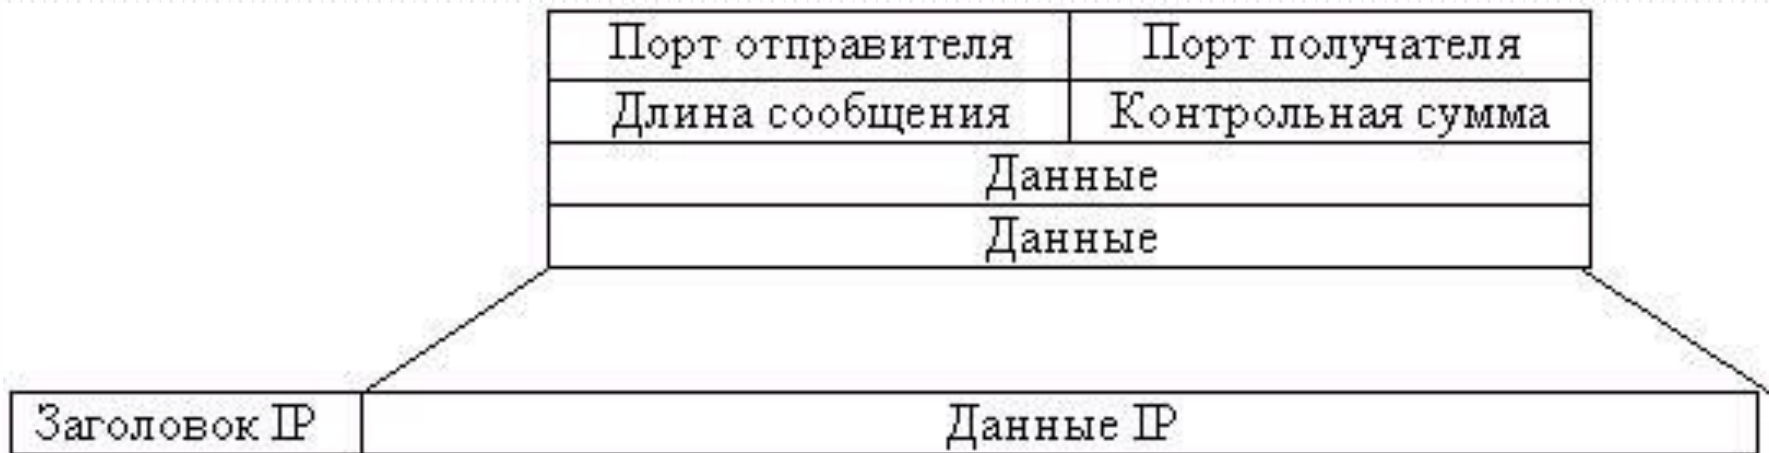 Порт отправителя Порт получателя
Длина сообщения Контрольная сумма
Данные
Данные
Заголовок IP Данные IP